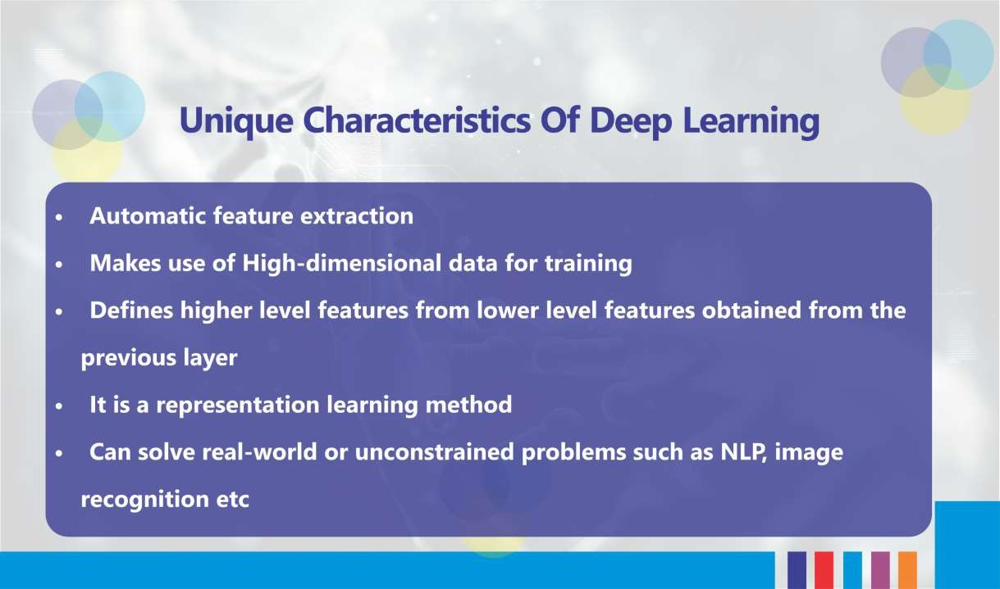 Unique Characteristics Of Deep Learning
• Automatic feature extraction
• Makes use of High-dimensional data for training
• Defines higher level features from lower level features obtained from the
previous layer
• It is a representation learning method
• Can solve real-world or unconstrained problems such as NLP, image
recognition etc